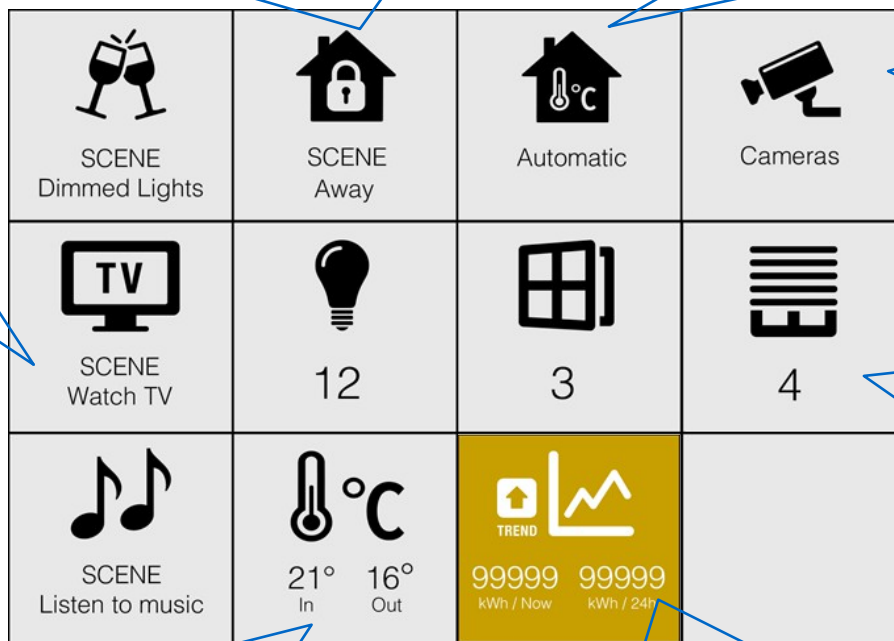 SCENE
Dimmed Lights
SCENE
Away
°C
Automatic
Cameras
TV
SCENE
Watch TV
12
3
4
SCENE
Listen to music
°C
21° 16°
In Out
TREND
99999 99999
kWh / Now kWh / 24h